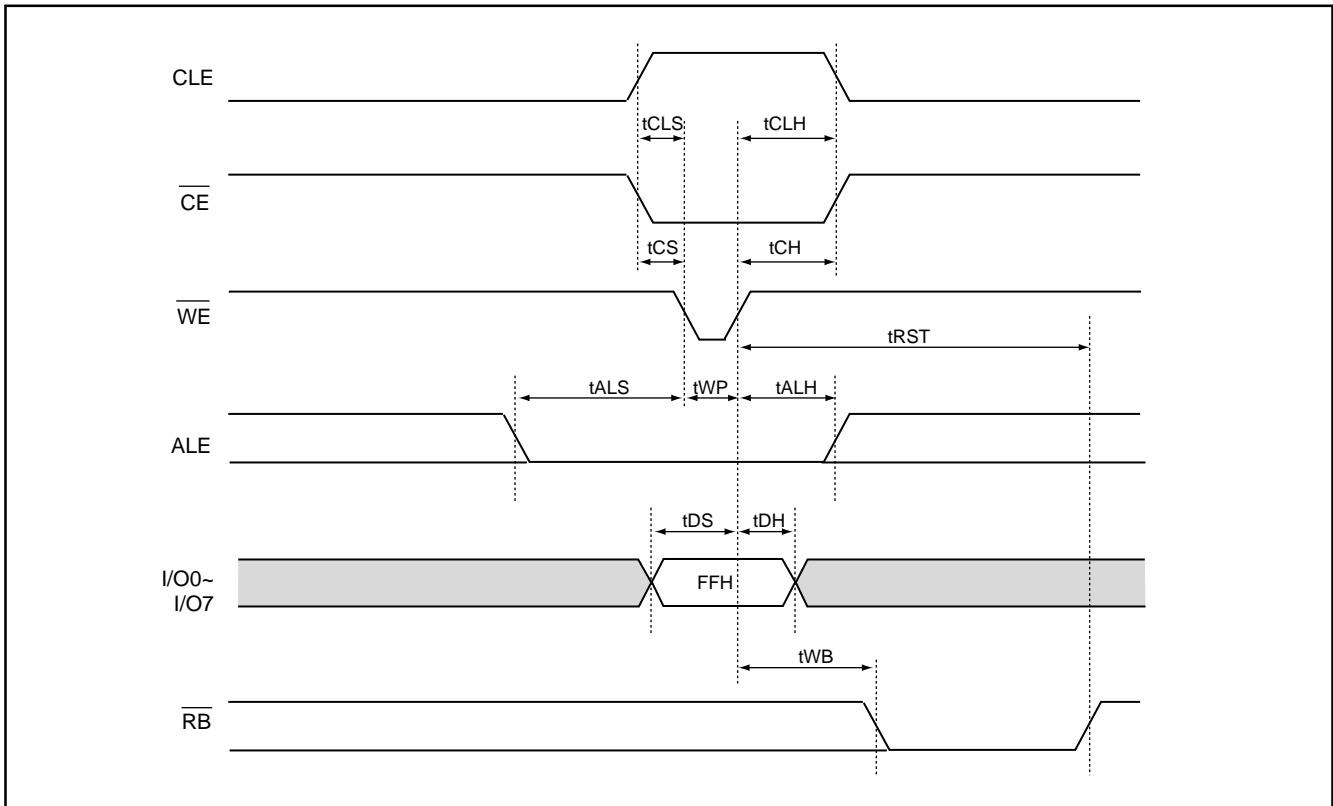 CLE
tCLS
tCLH
CE
tCS
tCH
WE
tRST
tALS
tWP
tALH
ALE
tDS
tDH
I/O0~
I/O7
FFH
tWB
RB